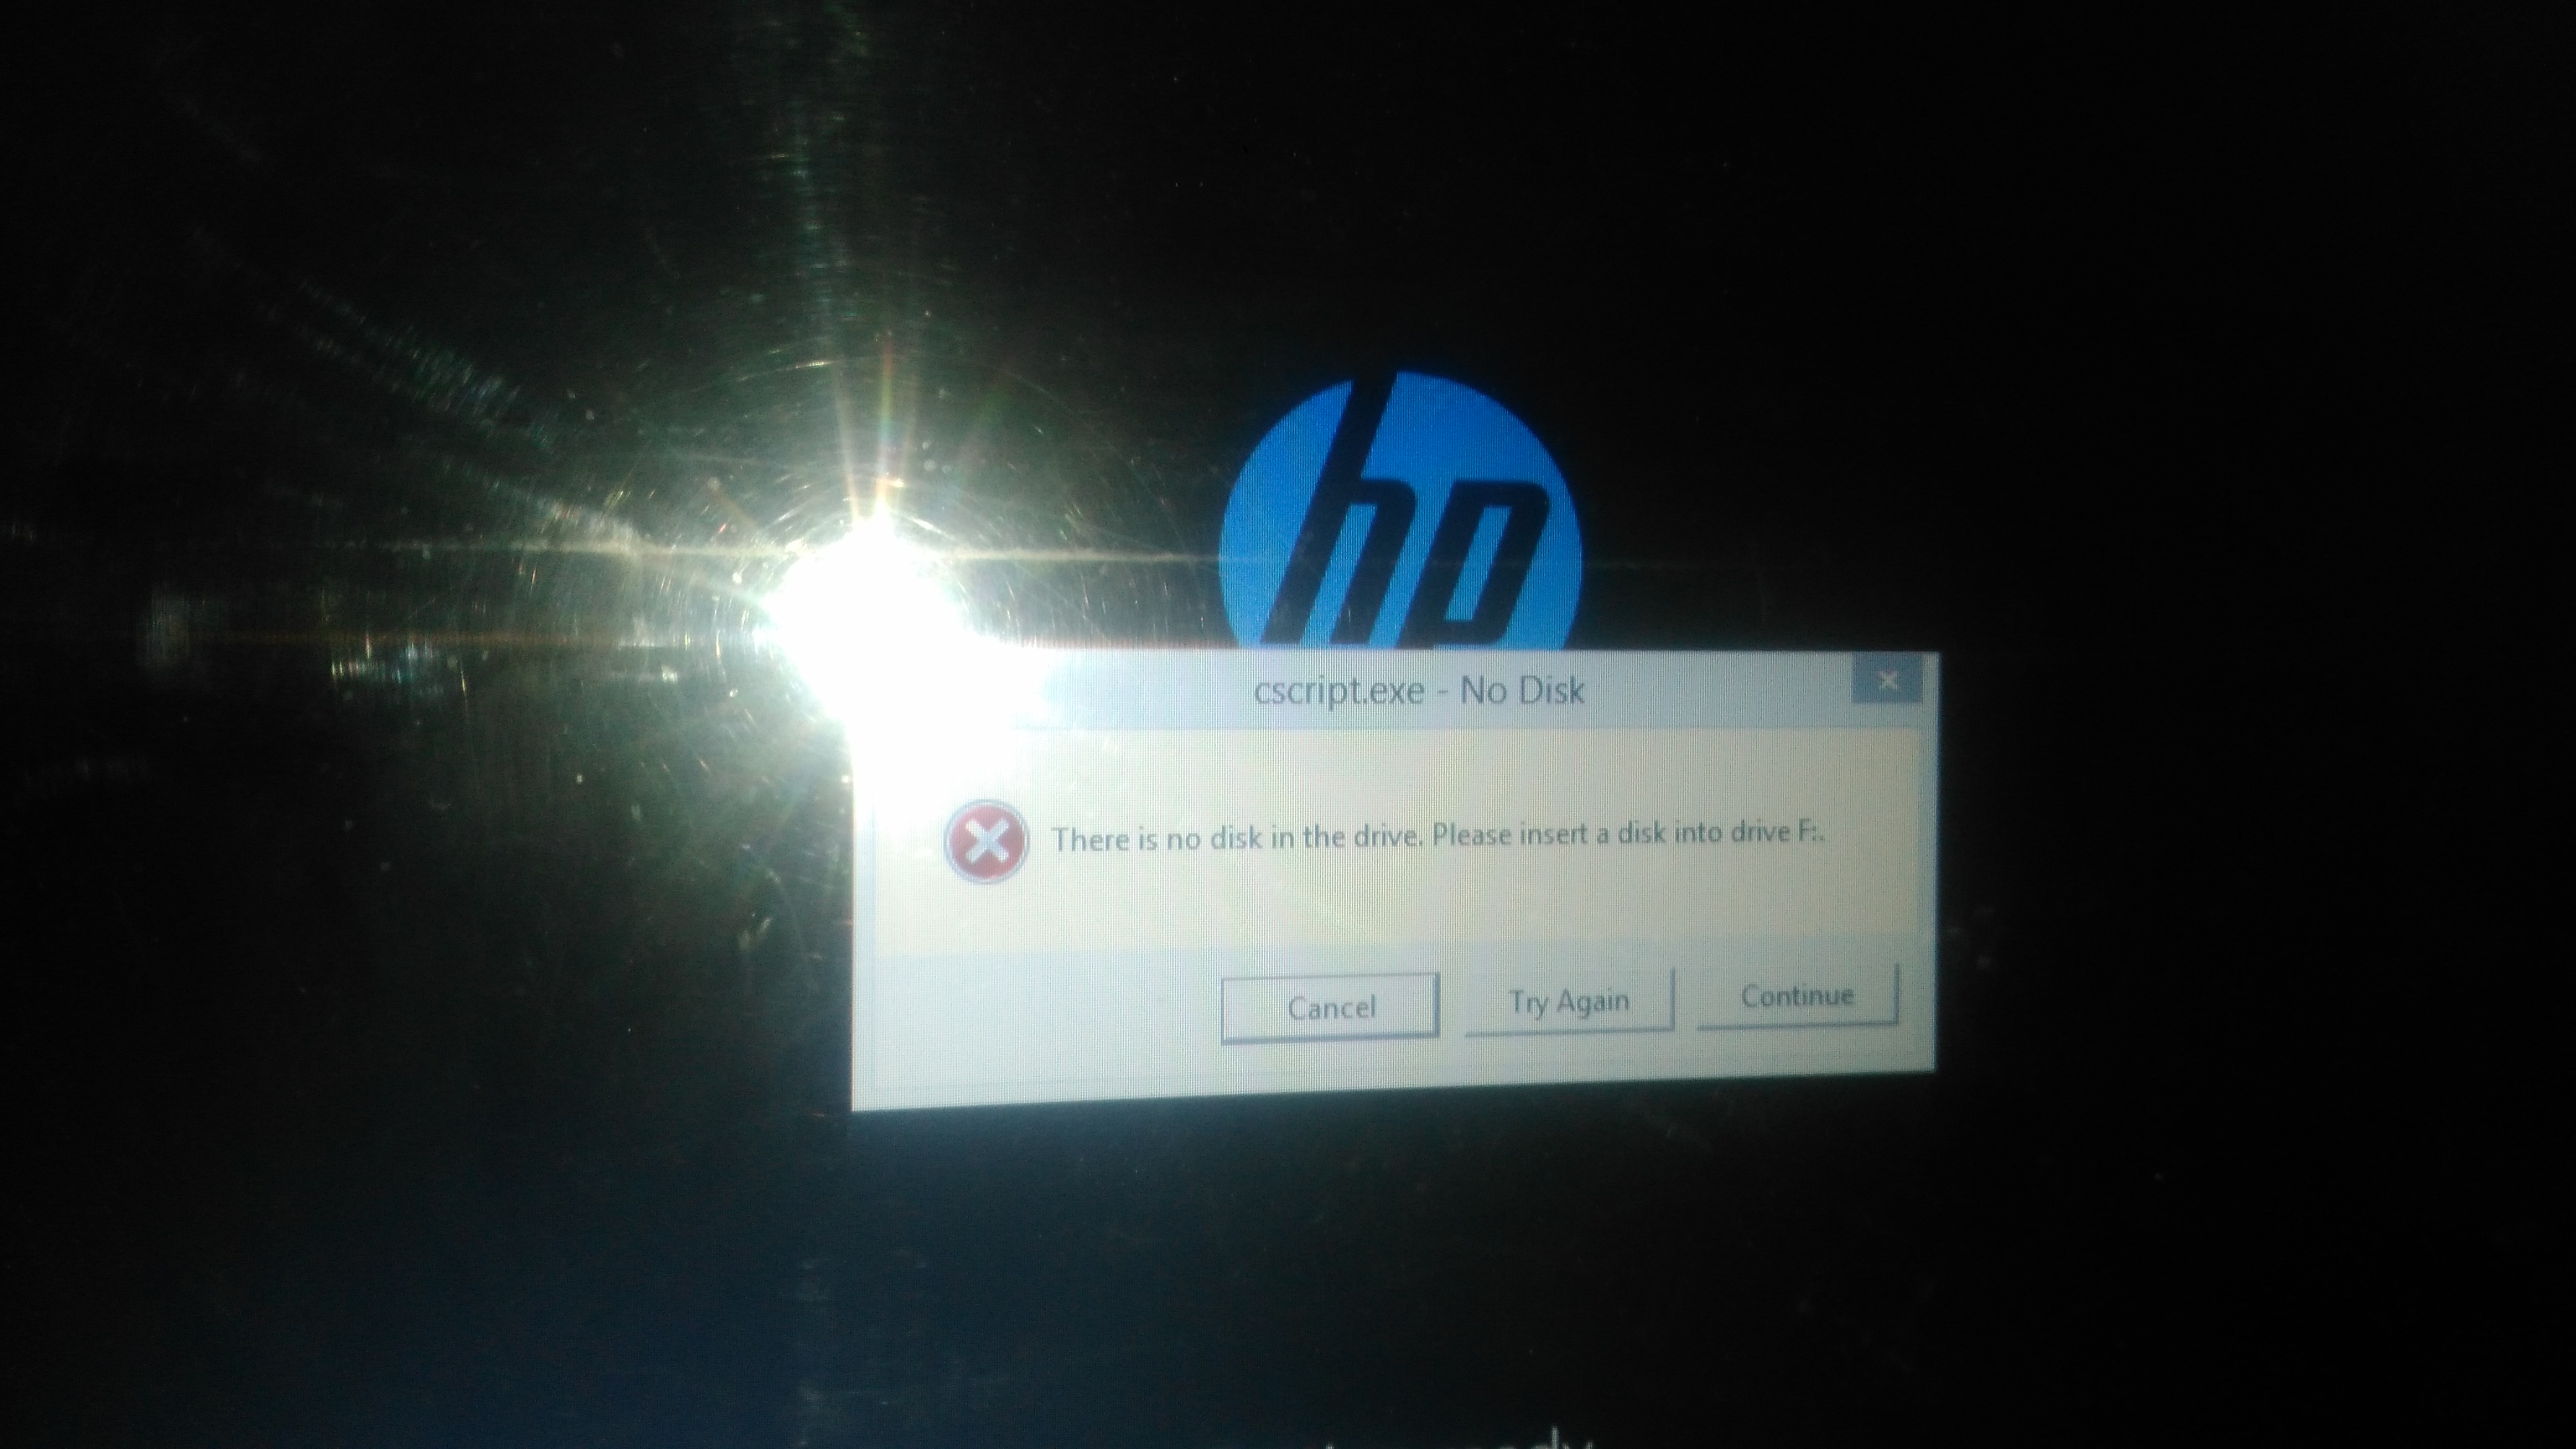 hp
cscript.exe - No Disk
There is no disk in the drive. Please insert a disk into drive F:.
Cancel
Try Again
Continue